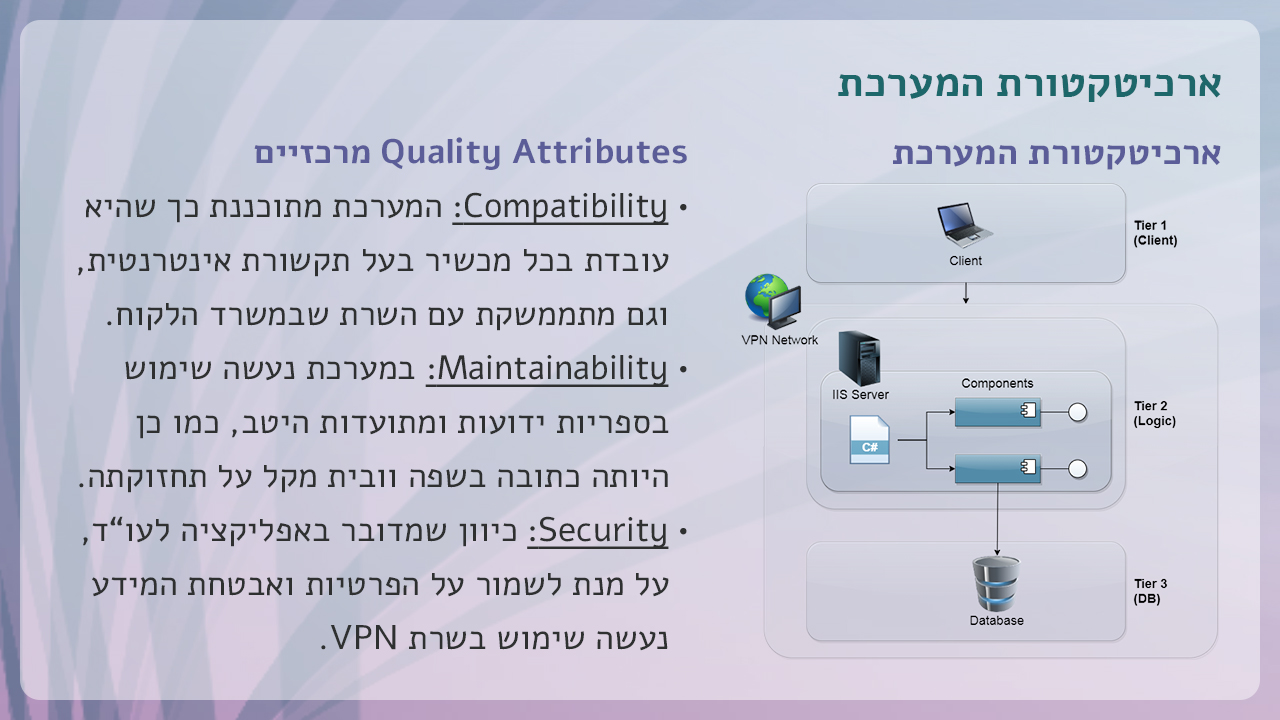 ארכיטקטורת המערכת
ארכיטקטורת המערכת
Client
Tier 1
(Client)
VPN Network
IIS Server
Components
C#
Tier 2
(Logic)
Database
Tier 3
(DB)
Quality Attributes מרכזיים
• Compatibility: המערכת מתוכננת כך שהיא
עובדת בכל מכשיר בעל תקשורת אינטרנטית,
וגם מתממשקת עם השרת שבמשרד הלקוח.
• Maintainability: במערכת נעשה שימוש
בספריות ידועות ומתועדות היטב, כמו כן
היותה כתובה בשפה וובית מקל על תחזוקתה.
• Security: כיוון שמדובר באפליקציה לעו“ד,
על מנת לשמור על הפרטיות ואבטחת המידע
נעשה שימוש בשרת VPN.